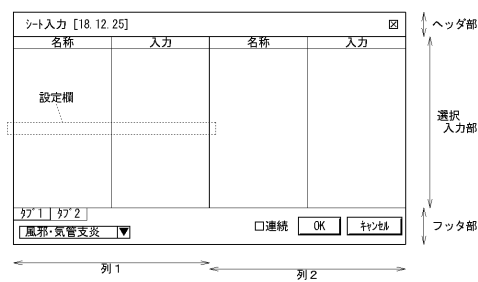 ｼｰﾄ入力 [18.12.25]
ヘッダ部
名称 入力 名称 入力
設定欄
選択
入力部
ﾀﾌﾞ1 ﾀﾌﾞ2
風邪・気管支炎 ▼
□連続 OK ｷｬﾝｾﾙ
フッタ部
列1
列2